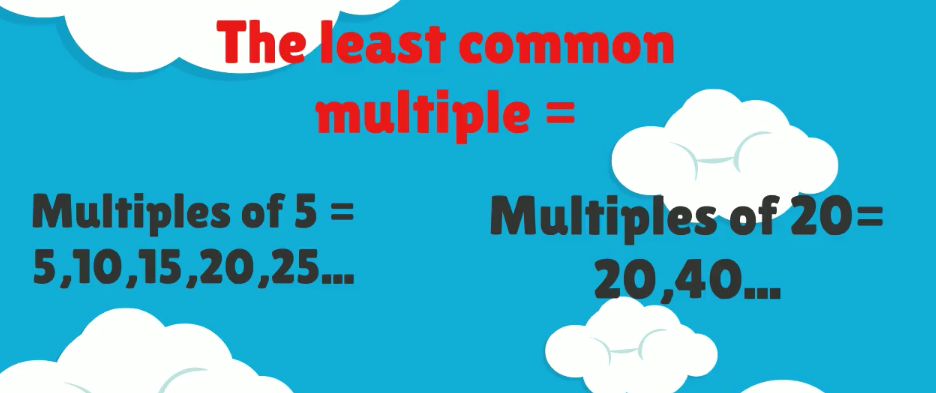 The least common
multiple =
Multiples of 5 =
5,10,15,20,25...
Multiples of 20=
20,40...